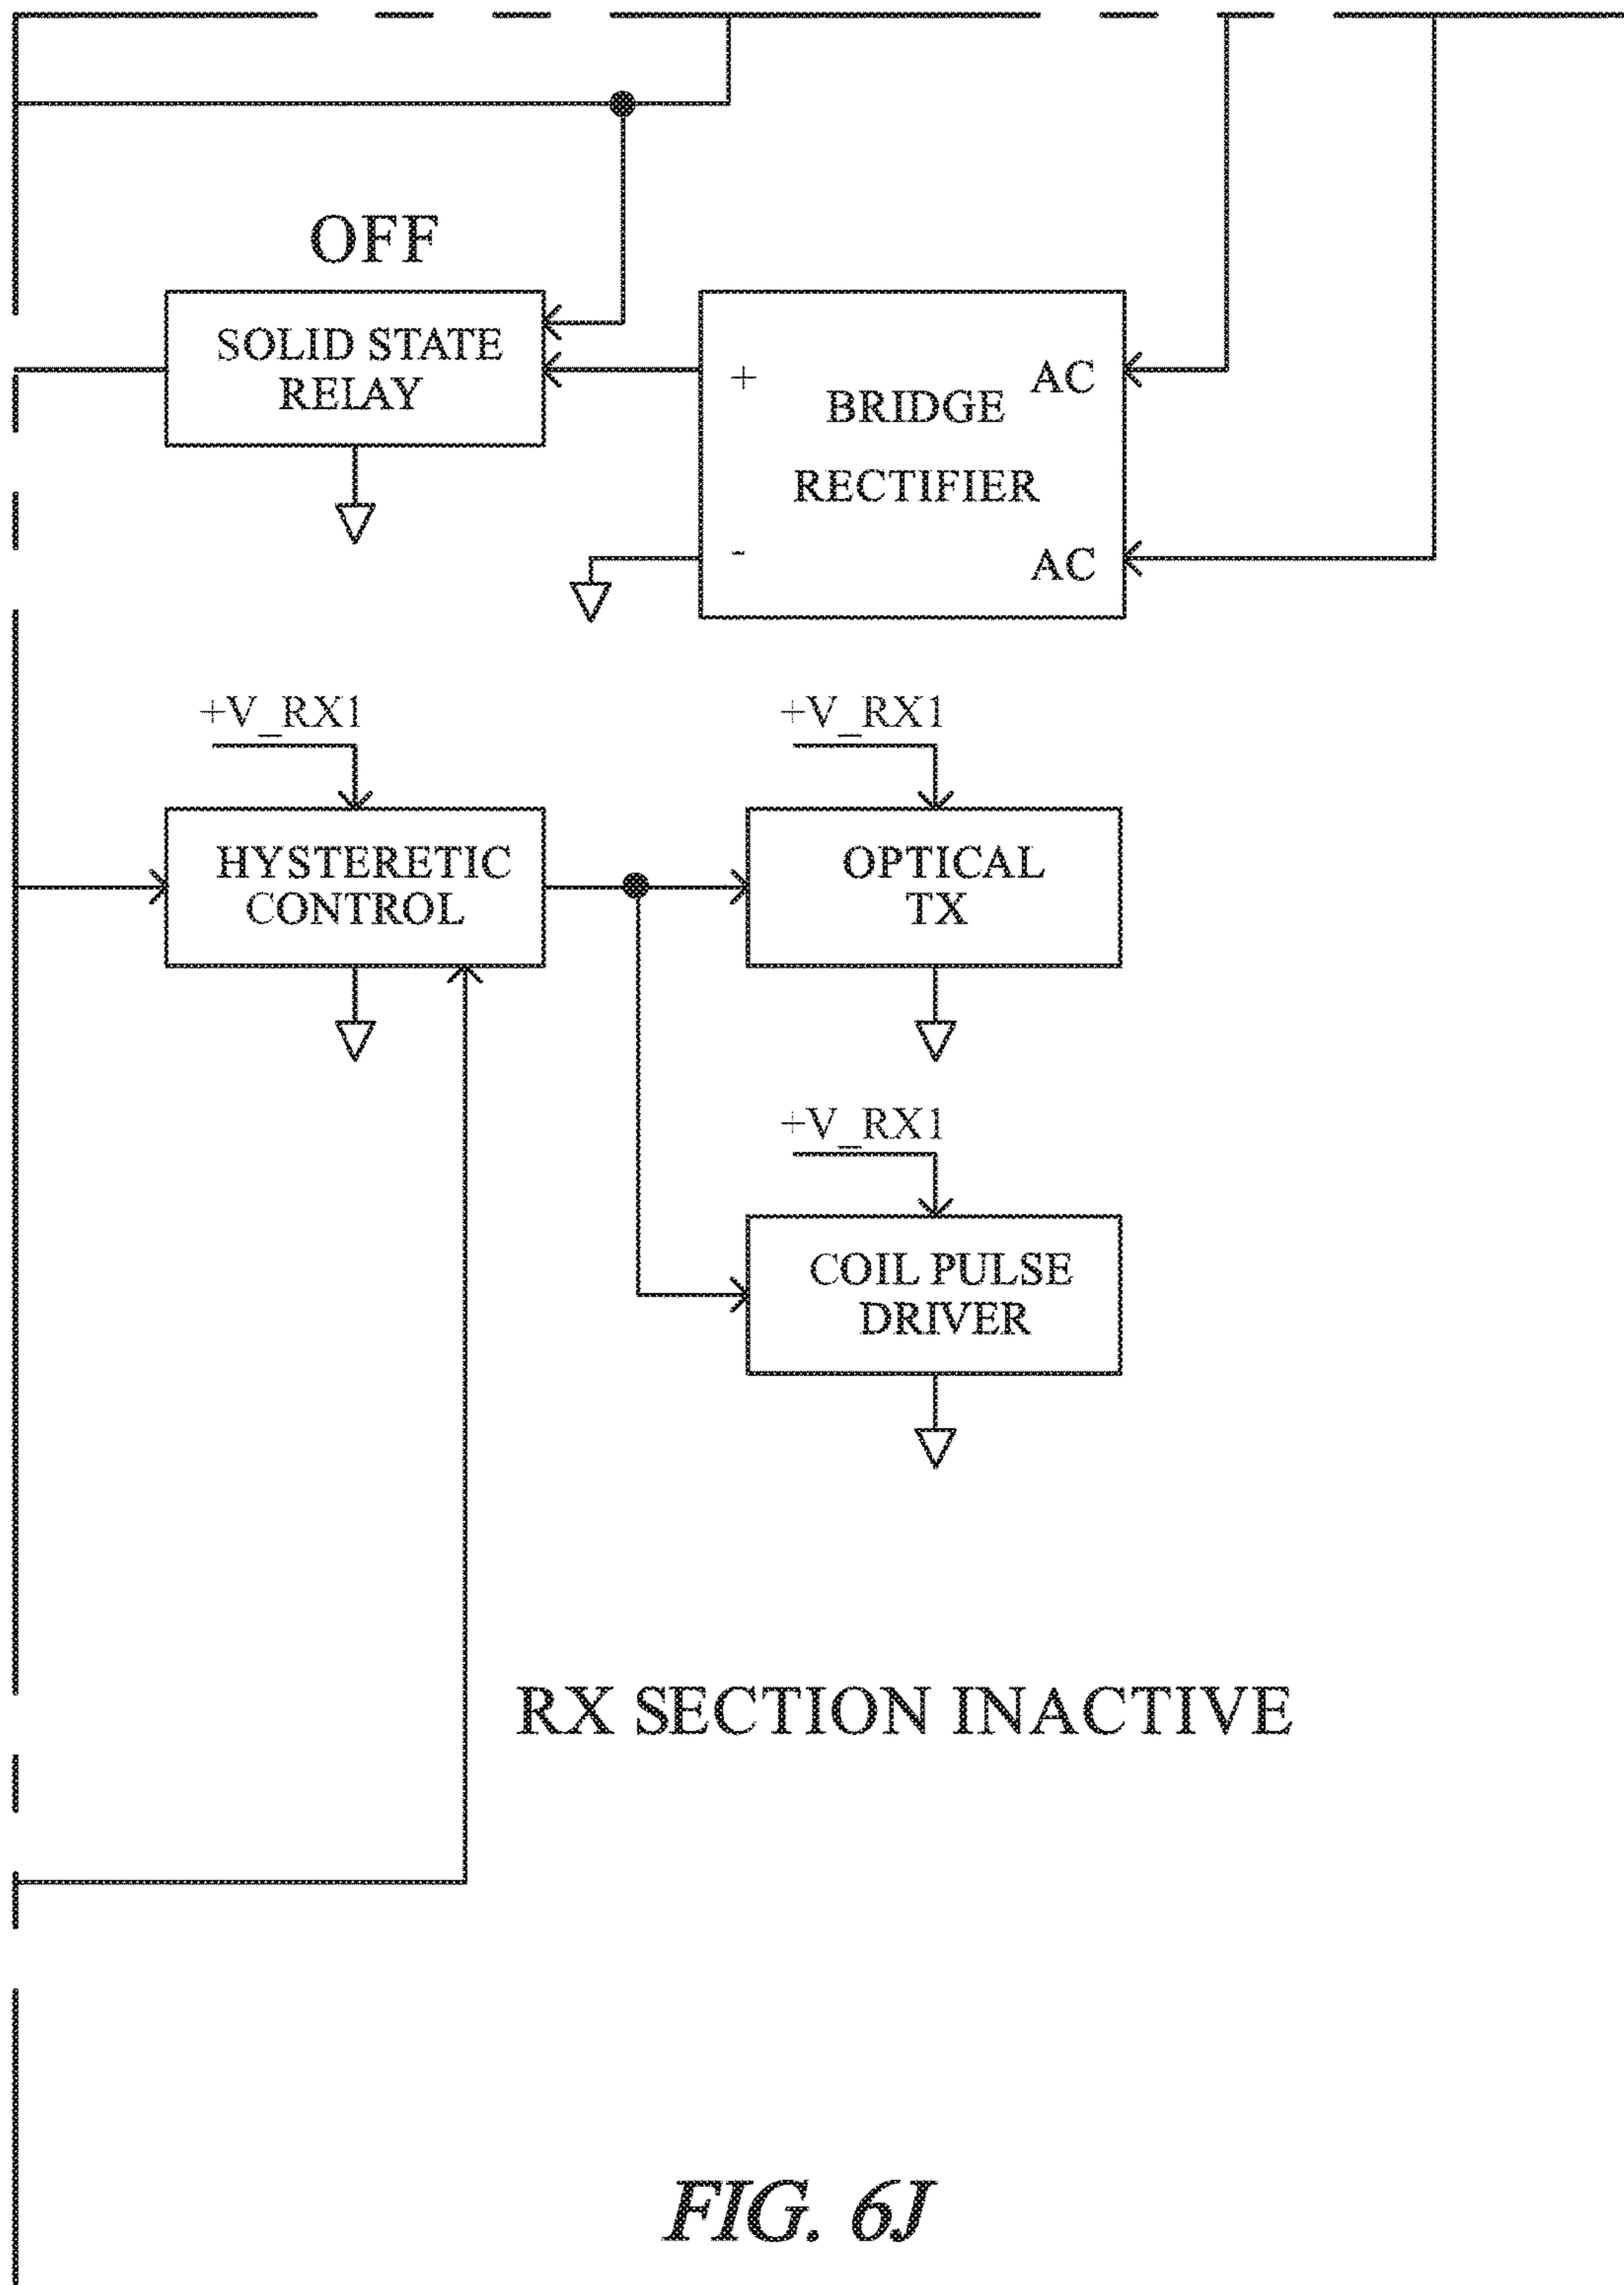 OFF
SOLID STATE
RELAY
+
AC
BRIDGE
RECTIFIER
-
AC
+V_RX1
+V_RX1
HYSTERETIC
CONTROL
OPTICAL
TX
+V_RX1
COIL PULSE
DRIVER
RX SECTION INACTIVE
FIG. 6J